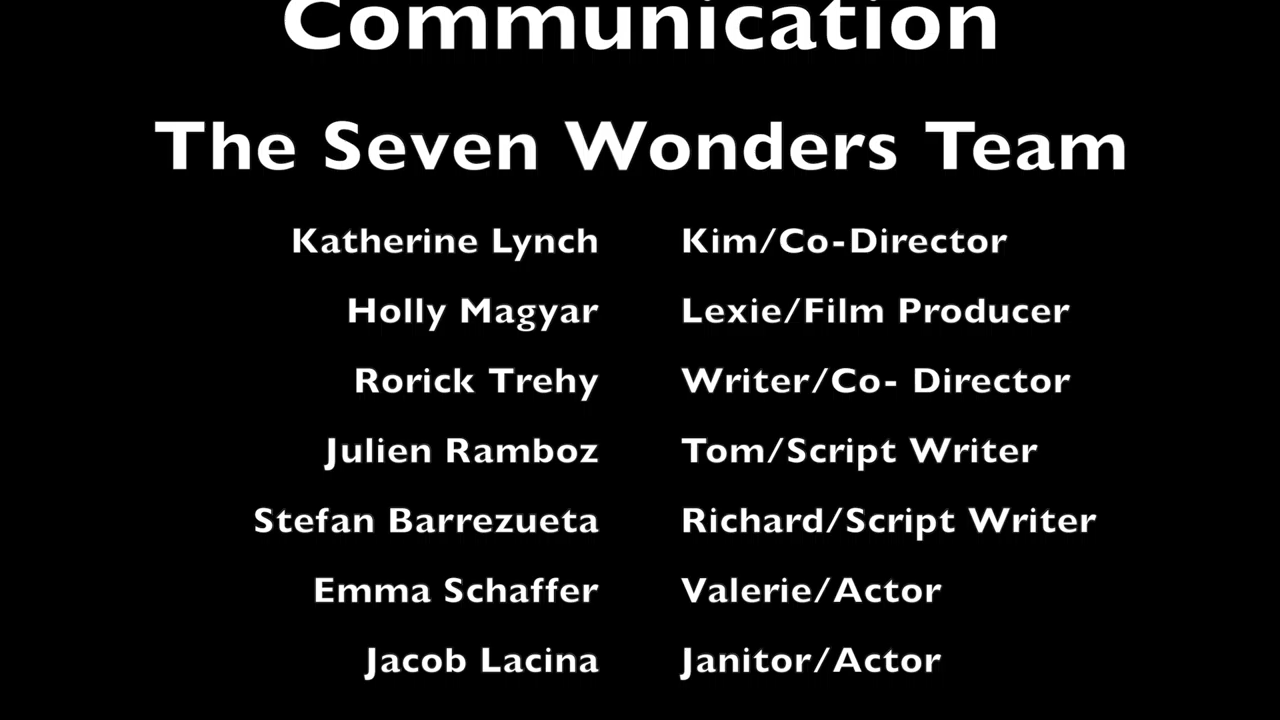 Communication
The Seven Wonders Team
Katherine Lynch Kim/Co-Director
Holly Magyar Lexie/Film Producer
Rorick Trehy Writer/Co- Director
Julien Ramboz Tom/Script Writer
Stefan Barrezueta Richard/Script Writer
Emma Schaffer Valerie/Actor
Jacob Lacina Janitor/Actor